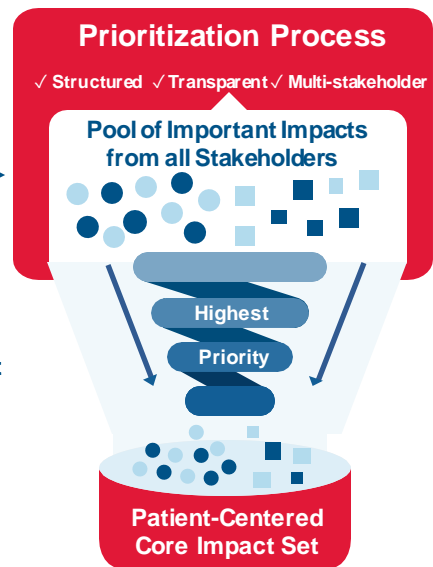 Prioritization Process
✓ Structured ✓ Transparent ✓ Multi-stakeholder
Pool of Important Impacts
from all Stakeholders
Highest
Priority
:
Patient-Centered
Core Impact Set